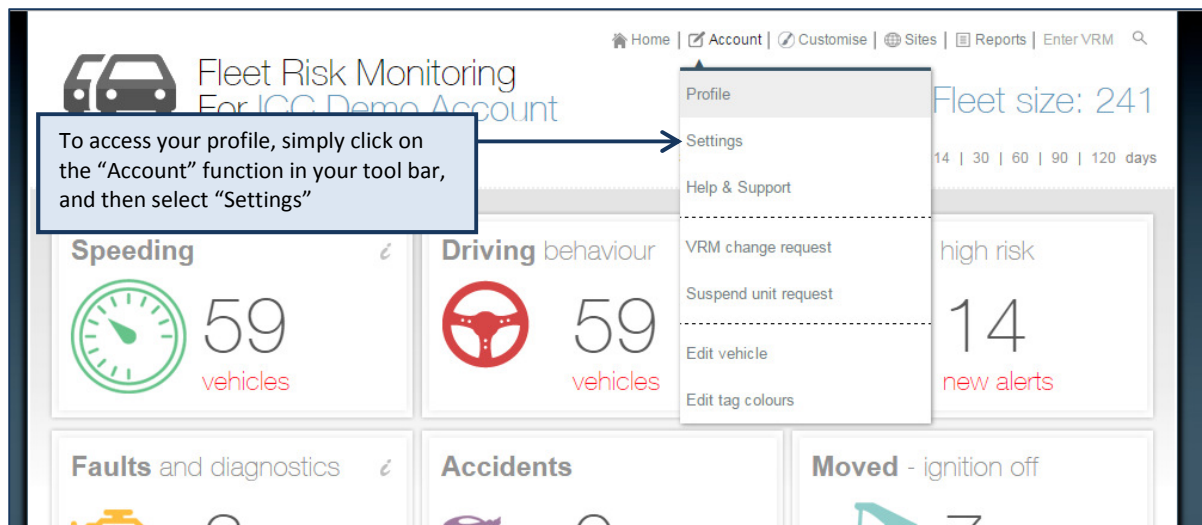 Home | Account | Customise | Sites | Reports | Enter VRM
Fleet Risk Monitoring
For ICC Demo Account
Fleet size: 241
14 | 30 | 60 | 90 | 120 days
To access your profile, simply click on
the “Account” function in your tool bar,
and then select “Settings”
Profile
Settings
Help & Support
VRM change request
Suspend unit request
Edit vehicle
Edit tag colours
Speeding i
59
vehicles
Driving behaviour
59
vehicles
high risk
14
new alerts
Faults and diagnostics i
Accidents
Moved - ignition off